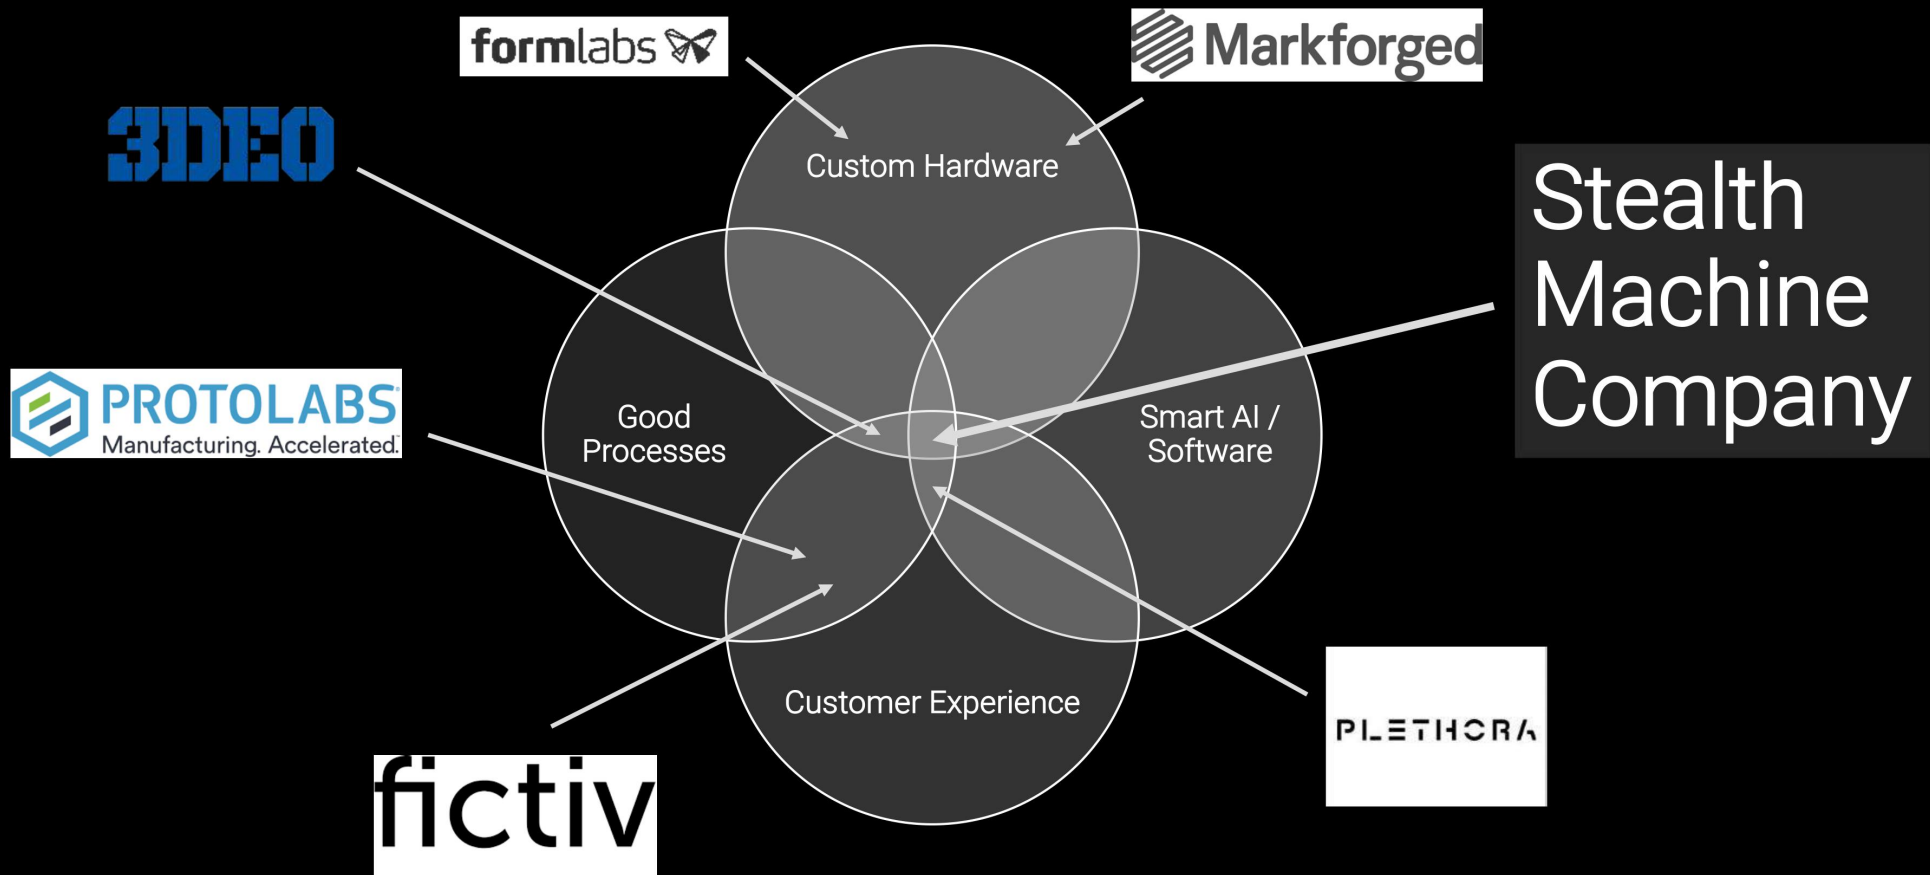 formlabs
Markforged
3DEO
Custom Hardware
Stealth
Machine
Company
PROTOLABS
Manufacturing. Accelerated.
Good
Processes
Smart AI /
Software
Customer Experience
PLETHORA
fictiv